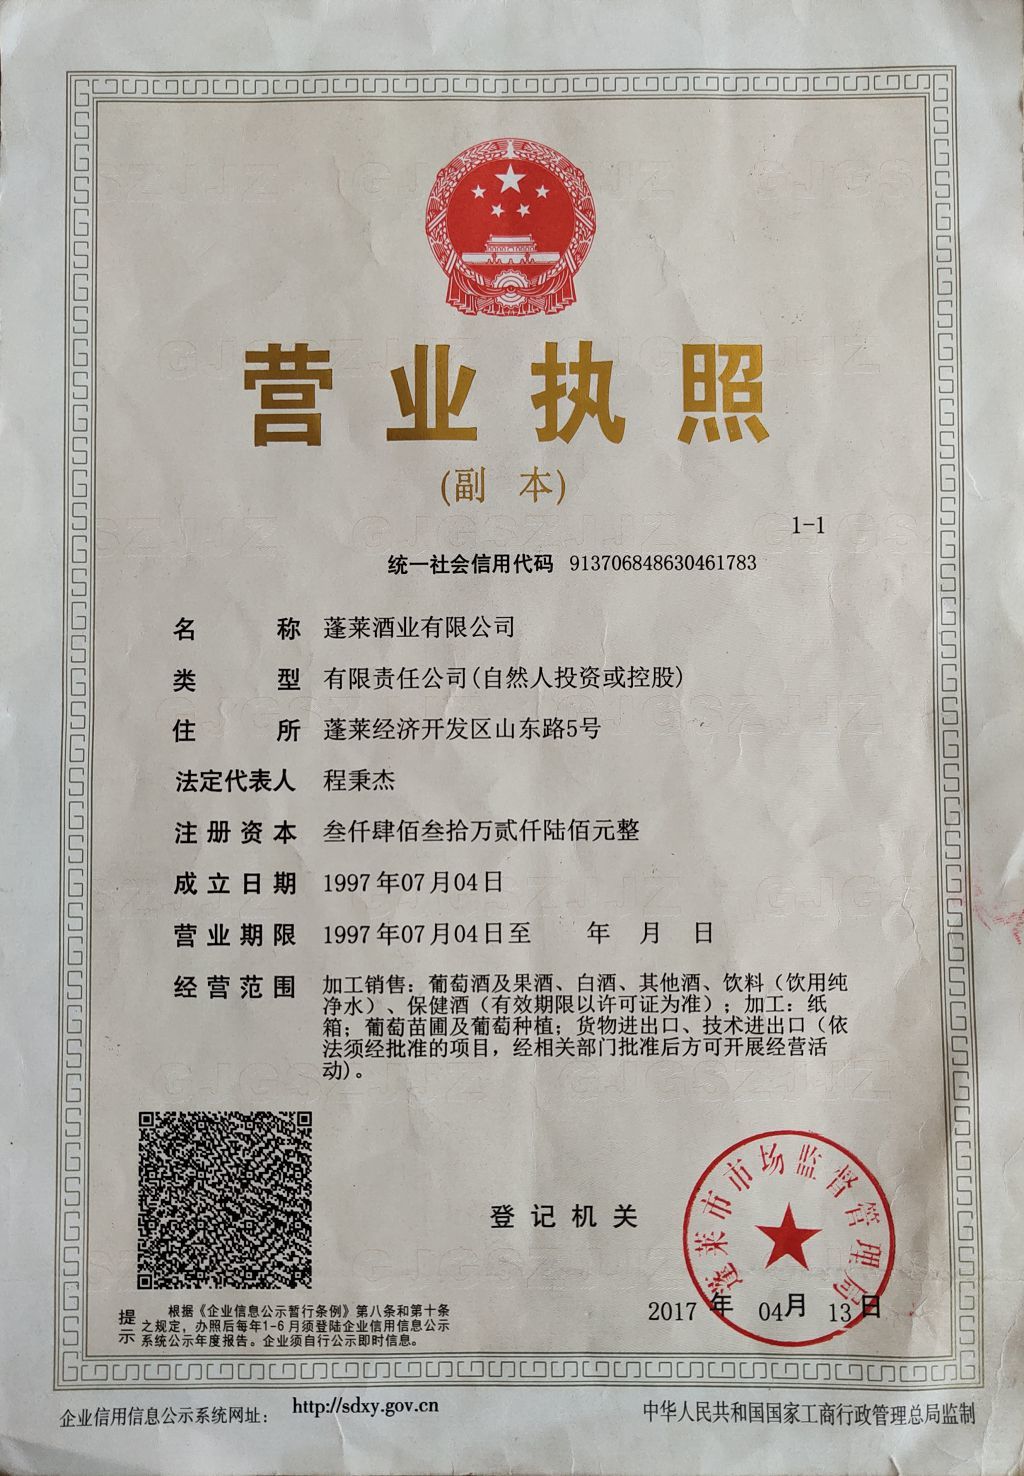 营业执照
(副 本)
1-1
统一社会信用代码 913706848630461783
名称 蓬莱酒业有限公司
类型 有限责任公司(自然人投资或控股)
住所 蓬莱经济开发区山东路5号
法定代表人 程秉杰
注册资本 叁仟肆佰叁拾万贰仟陆佰元整
成立日期 1997年07月04日
营业期限 1997年07月04日至 年 月 日
经营范围 加工销售：葡萄酒及果酒、白酒、其他酒、饮料（饮用纯
净水）、保健酒（有效期限以许可证为准）；加工：纸
箱；葡萄苗圃及葡萄种植；货物进出口、技术进出口（依
法须经批准的项目，经相关部门批准后方可开展经营活
动)。
登记机关
蓬莱市市场监督管理局
2017年 04月 13日
提示 根据《企业信息公示暂行条例》第八条和第十条
之规定，办照后每年1-6月须登陆企业信用信息公示
系统公示年度报告。企业须自行公示即时信息。
企业信用信息公示系统网址： http://sdxy.gov.cn
中华人民共和国国家工商行政管理总局监制